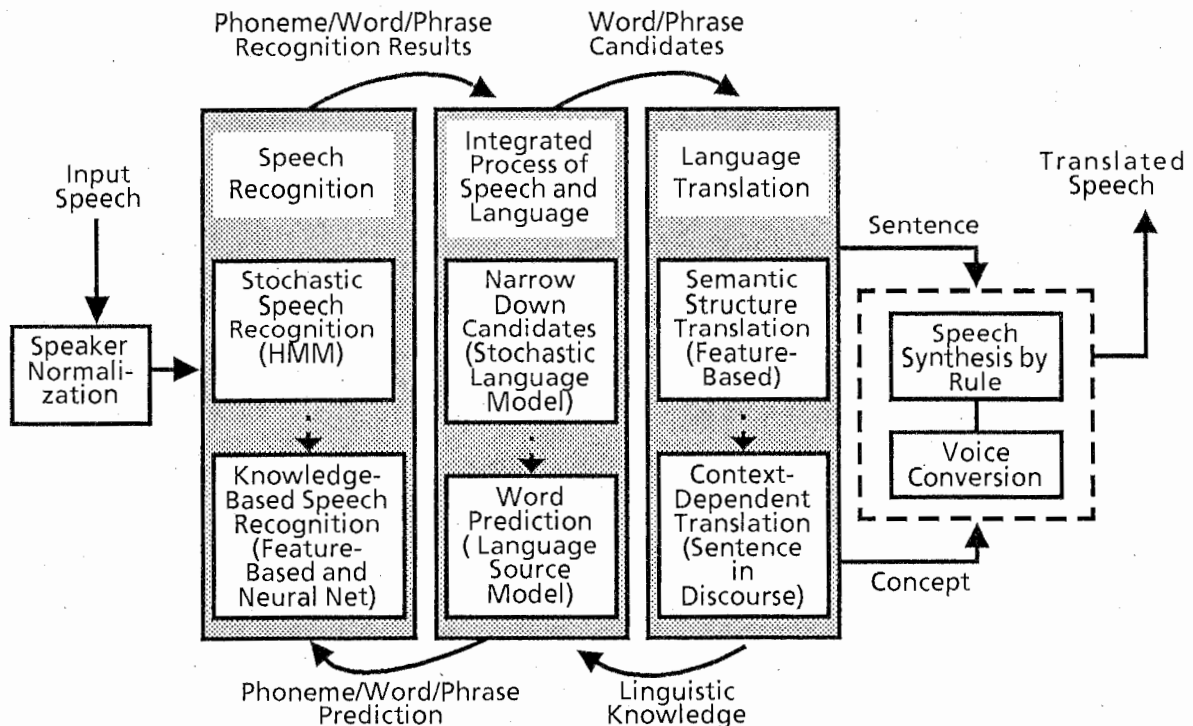 Phoneme/Word/Phrase
Recognition Results
Word/Phrase
Candidates
Input
Speech
Speaker
Normali-
zation
Speech
Recognition
Stochastic
Speech
Recognition
(HMM)
Knowledge-
Based Speech
Recognition
(Feature-
Based and
Neural Net)
Integrated
Process of
Speech and
Language
Narrow
Down
Candidates
(Stochastic
Language
Model)
Word
Prediction
( Language
Source
Model)
Language
Translation
Semantic
Structure
Translation
(Feature-
Based)
Context-
Dependent
Translation
(Sentence
in
Discourse)
Sentence
Concept
Speech
Synthesis by
Rule
Voice
Conversion
Translated
Speech
Phoneme/Word/Phrase
Prediction
Linguistic
Knowledge